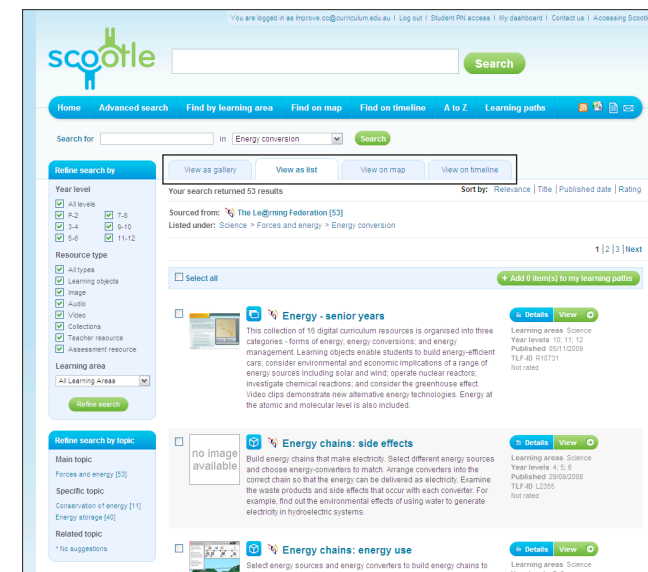 You are logged in as improve.cc@curriculum.edu.au | Log out | Student PIN access | My dashboard | Contact us | Accessing Scootle
scootle
Search
Home Advanced search Find by learning area Find on map Find on timeline A to Z Learning paths
Search for in Energy conversion Search
View as gallery View as list View on map View on timeline
Refine search by
Year level
All levels
P-2 7-8
3-4 9-10
5-6 11-12
Resource type
All types
Learning objects
Image
Audio
Video
Collections
Teacher resource
Assessment resource
Learning area
All Learning Areas
Refine search
Refine search by topic
Main topic
Forces and energy [53]
Specific topic
Conservation of energy [11]
Energy storage [40]
Related topic
* No suggestions
Your search returned 53 results
Sort by: Relevance | Title | Published date | Rating
Sourced from: The Le@rning Federation [53]
Listed under: Science > Forces and energy > Energy conversion
1 | 2 | 3 | Next
Select all
+ Add 0 item(s) to my learning paths
Energy - senior years
This collection of 16 digital curriculum resources is organised into three
categories - forms of energy; energy conversions; and energy
management. Learning objects enable students to build energy-efficient
cars; consider environmental and economic implications of a range of
energy sources including solar and wind; operate nuclear reactors;
investigate chemical reactions; and consider the greenhouse effect.
Video clips demonstrate new alternative energy technologies. Energy at
the atomic and molecular level is also included.
Details View
Learning areas Science
Year levels 10; 11; 12
Published 05/11/2009
TLF-ID R10731
Not rated
no image
available
Energy chains: side effects
Build energy chains that make electricity. Select different energy sources
and choose energy-converters to match. Arrange converters into the
correct chain so that the energy can be delivered as electricity. Examine
the waste products and side effects that occur with each converter. For
example, find out the environmental effects of using water to generate
electricity in hydroelectric systems.
Details View
Learning areas Science
Year levels 4; 5; 6
Published 29/09/2008
TLF-ID L2355
Not rated
Energy chains: energy use
Select energy sources and energy converters to build energy chains to
Details View
Learning areas Science